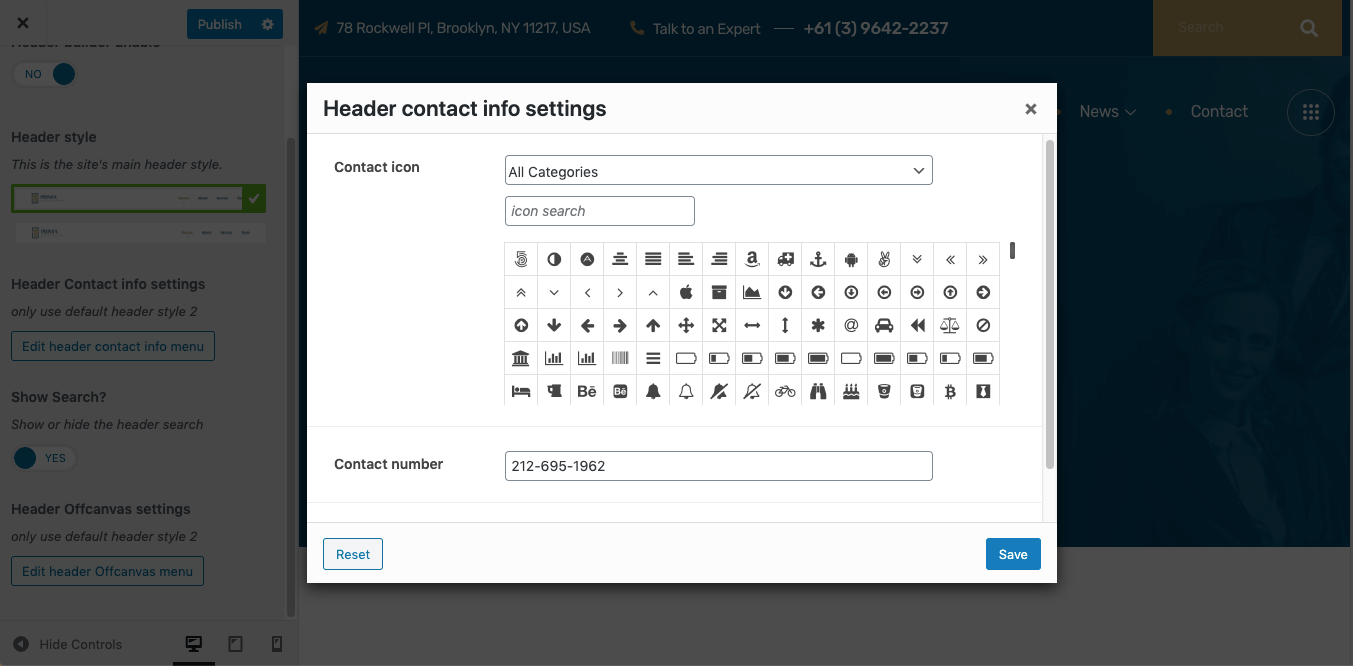 Publish
Header builder Enable
NO
Header style
This is the site's main header style.
Header Contact info settings
only use default header style 2
Edit header contact info menu
Show Search?
Show or hide the header search
YES
Header Offcanvas settings
only use default header style 2
Edit header Offcanvas menu
Hide Controls
78 Rockwell Pl, Brooklyn, NY 11217, USA
Talk to an Expert — +61 (3) 9642-2237
Search
News
Contact
Header contact info settings
Contact icon
All Categories
icon search
Contact number
212-695-1962
Reset
Save